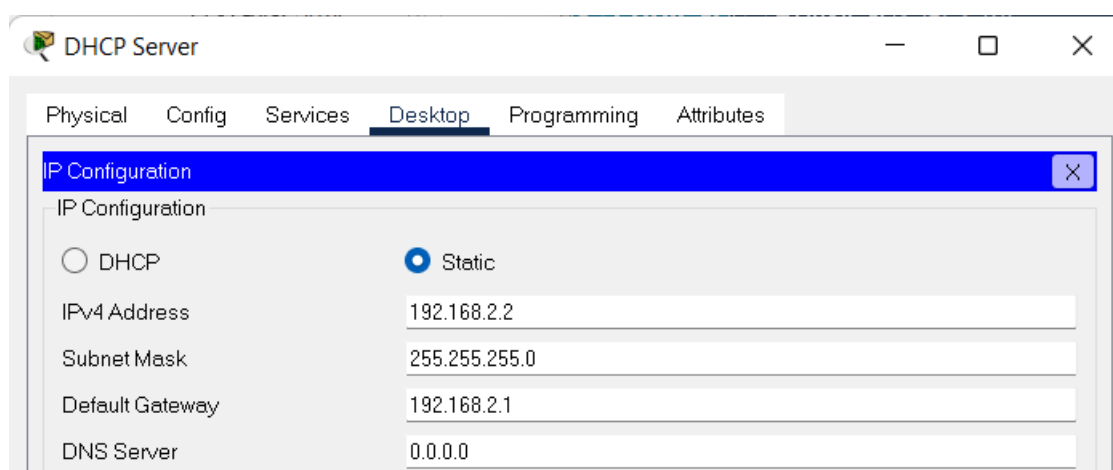 DHCP Server
Physical Config Services Desktop Programming Attributes
IP Configuration X
IP Configuration
DHCP Static
IPv4 Address 192.168.2.2
Subnet Mask 255.255.255.0
Default Gateway 192.168.2.1
DNS Server 0.0.0.0